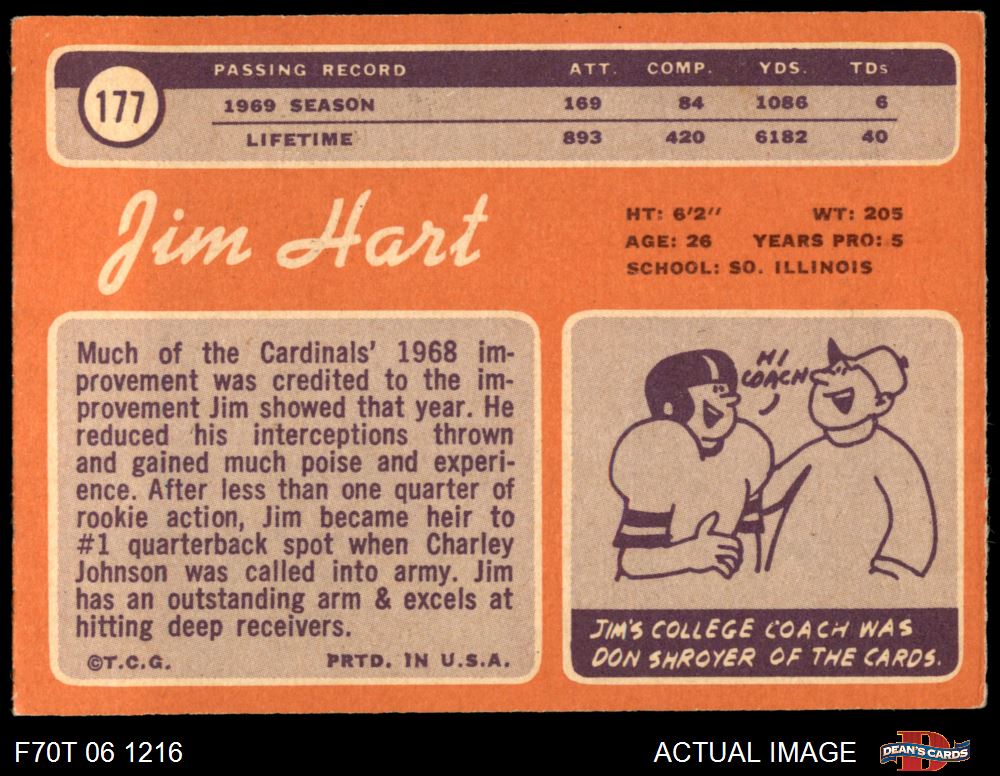 177
PASSING RECORD ATT. COMP. YDS. TDs
1969 SEASON 169 84 1086 6
LIFETIME 893 420 6182 40
Jim Hart
HT: 6'2" WT: 205
AGE: 26 YEARS PRO: 5
SCHOOL: SO. ILLINOIS
Much of the Cardinals' 1968 im-
provement was credited to the im-
provement Jim showed that year. He
reduced his interceptions thrown
and gained much poise and experi-
ence. After less than one quarter of
rookie action, Jim became heir to
#1 quarterback spot when Charley
Johnson was called into army. Jim
has an outstanding arm & excels at
hitting deep receivers.
©T.C.G. PRTD. IN U.S.A.
HI
COACH
JIM'S COLLEGE COACH WAS
DON SHROYER OF THE CARDS.
F70T 06 1216 ACTUAL IMAGE D DEAN'S CARDS